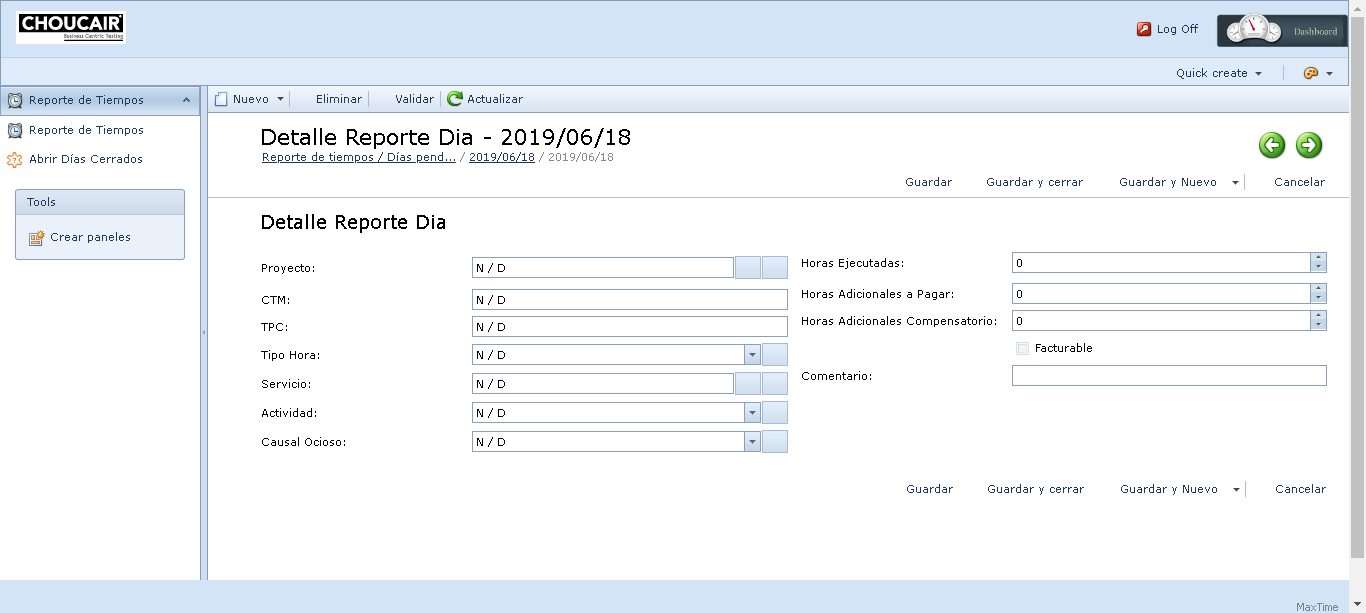 CHOUCAIR
Business Centric Testing
Log Off
Dashboard
Quick create
Reporte de Tiempos
Nuevo Eliminar Validar Actualizar
Reporte de Tiempos
Abrir Días Cerrados
Tools
Crear paneles
Detalle Reporte Dia - 2019/06/18
Reporte de tiempos / Días pend... / 2019/06/18 / 2019/06/18
Guardar Guardar y cerrar Guardar y Nuevo Cancelar
Detalle Reporte Dia
Proyecto: N / D
CTM: N / D
TPC: N / D
Tipo Hora: N / D
Servicio: N / D
Actividad: N / D
Causal Ocioso: N / D
Horas Ejecutadas: 0
Horas Adicionales a Pagar: 0
Horas Adicionales Compensatorio: 0
Facturable
Comentario:
Guardar Guardar y cerrar Guardar y Nuevo Cancelar
MaxTime